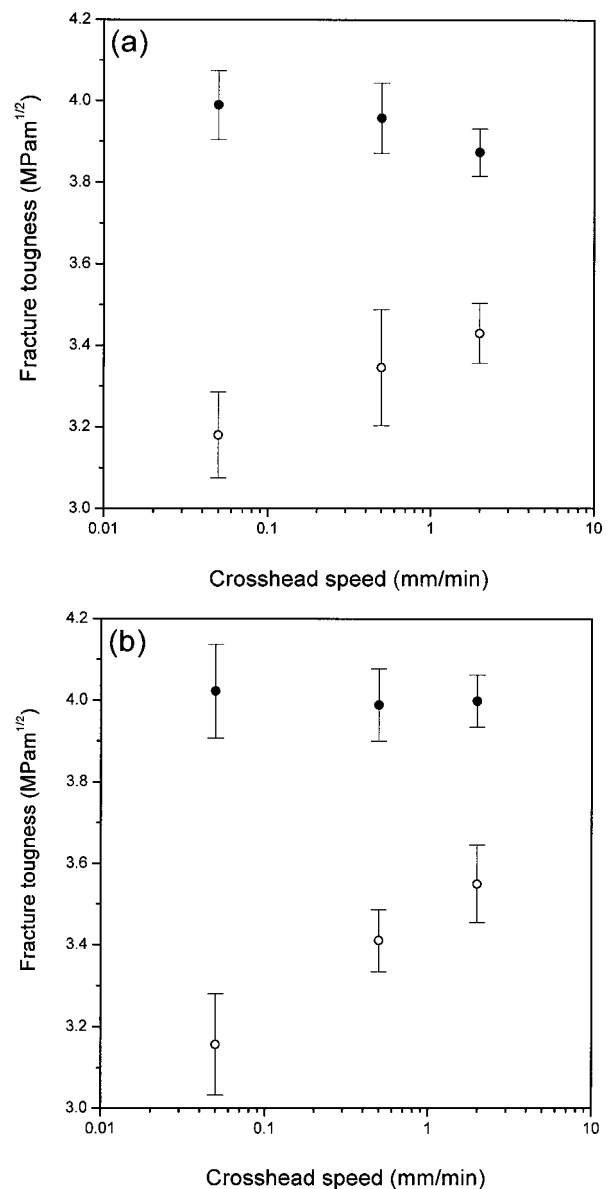 (a)
4.2
4.0
3.8
3.6
3.4
3.2
3.0
Fracture tougness (MPam1/2)
0.01 0.1 1 10
Crosshead speed (mm/min)
(b)
4.2
4.0
3.8
3.6
3.4
3.2
3.0
Fracture tougness (MPam1/2)
0.01 0.1 1 10
Crosshead speed (mm/min)